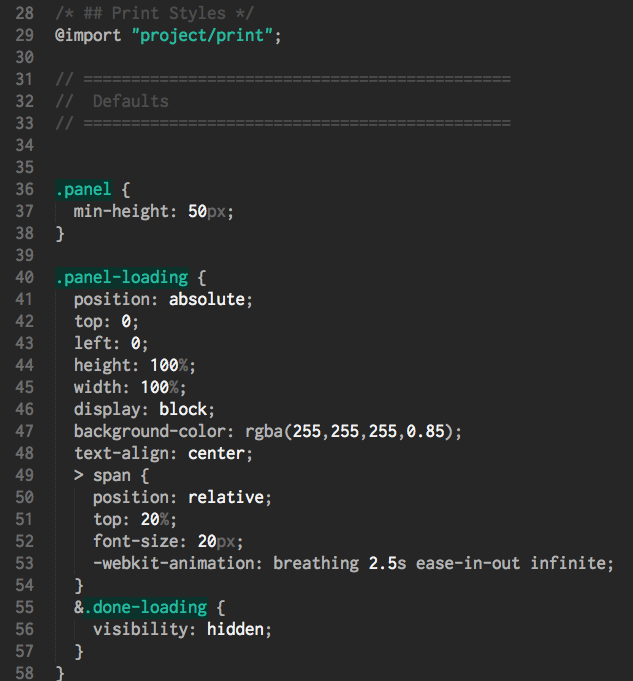 28 /* ## Print Styles */
29 @import "project/print";
30
31 // =============================================
32 //  Defaults
33 // =============================================
34
35
36 .panel {
37   min-height: 50px;
38 }
39
40 .panel-loading {
41   position: absolute;
42   top: 0;
43   left: 0;
44   height: 100%;
45   width: 100%;
46   display: block;
47   background-color: rgba(255,255,255,0.85);
48   text-align: center;
49   > span {
50     position: relative;
51     top: 20%;
52     font-size: 20px;
53     -webkit-animation: breathing 2.5s ease-in-out infinite;
54   }
55   &.done-loading {
56     visibility: hidden;
57   }
58 }